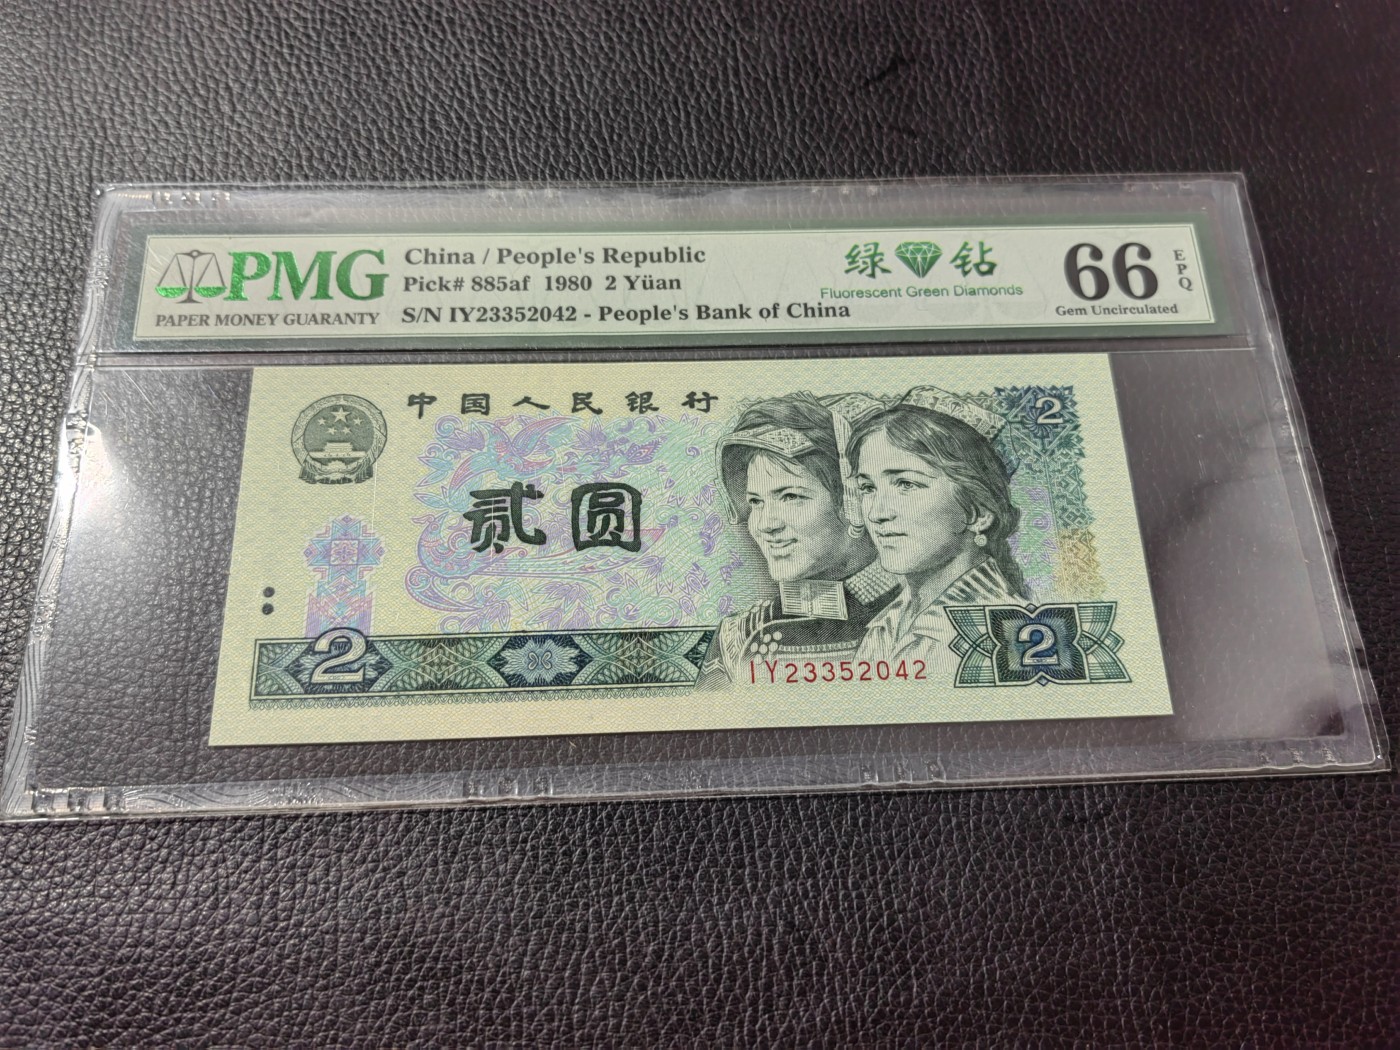 PMG
PAPER MONEY GUARANTY
China / People's Republic
Pick# 885af 1980 2 Yüan
S/N IY23352042 - People's Bank of China
绿 钻
Fluorescent Green Diamonds
66
EPQ
Gem Uncirculated
中国人民银行
2
贰圆
2
2
IY23352042